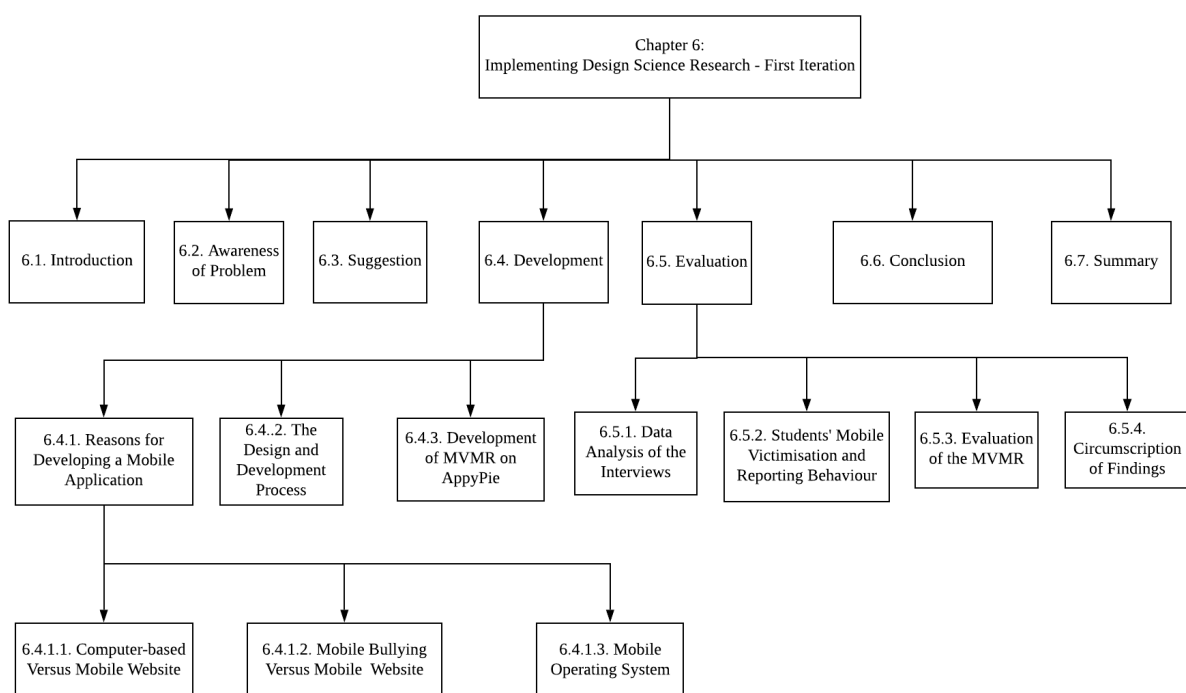 Chapter 6:
Implementing Design Science Research - First Iteration
6.1. Introduction
6.2. Awareness
of Problem
6.3. Suggestion
6.4. Development
6.5. Evaluation
6.6. Conclusion
6.7. Summary
6.4.1. Reasons for
Developing a Mobile
Application
6.4..2. The
Design and
Development
Process
6.4.3. Development
of MVMR on
AppyPie
6.5.1. Data
Analysis of the
Interviews
6.5.2. Students' Mobile
Victimisation and
Reporting Behaviour
6.5.3. Evaluation
of the MVMR
6.5.4.
Circumscription
of Findings
6.4.1.1. Computer-based
Versus Mobile Website
6.4.1.2. Mobile Bullying
Versus Mobile  Website
6.4.1.3. Mobile
Operating System